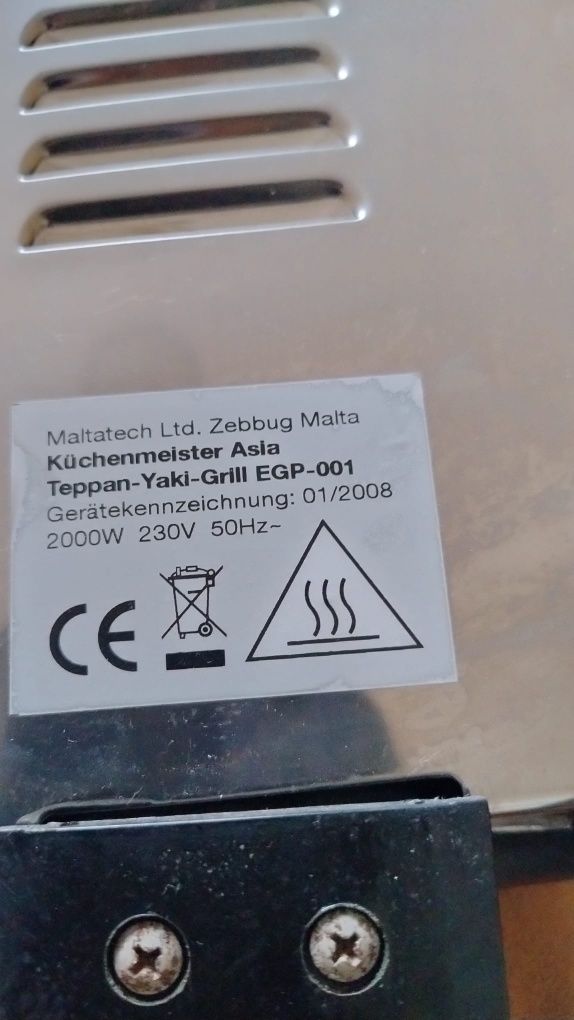 Maltatech Ltd. Zebbug Malta
Küchenmeister Asia
Teppan-Yaki-Grill EGP-001
Gerätekennzeichnung: 01/2008
2000W 230V 50Hz~
CE